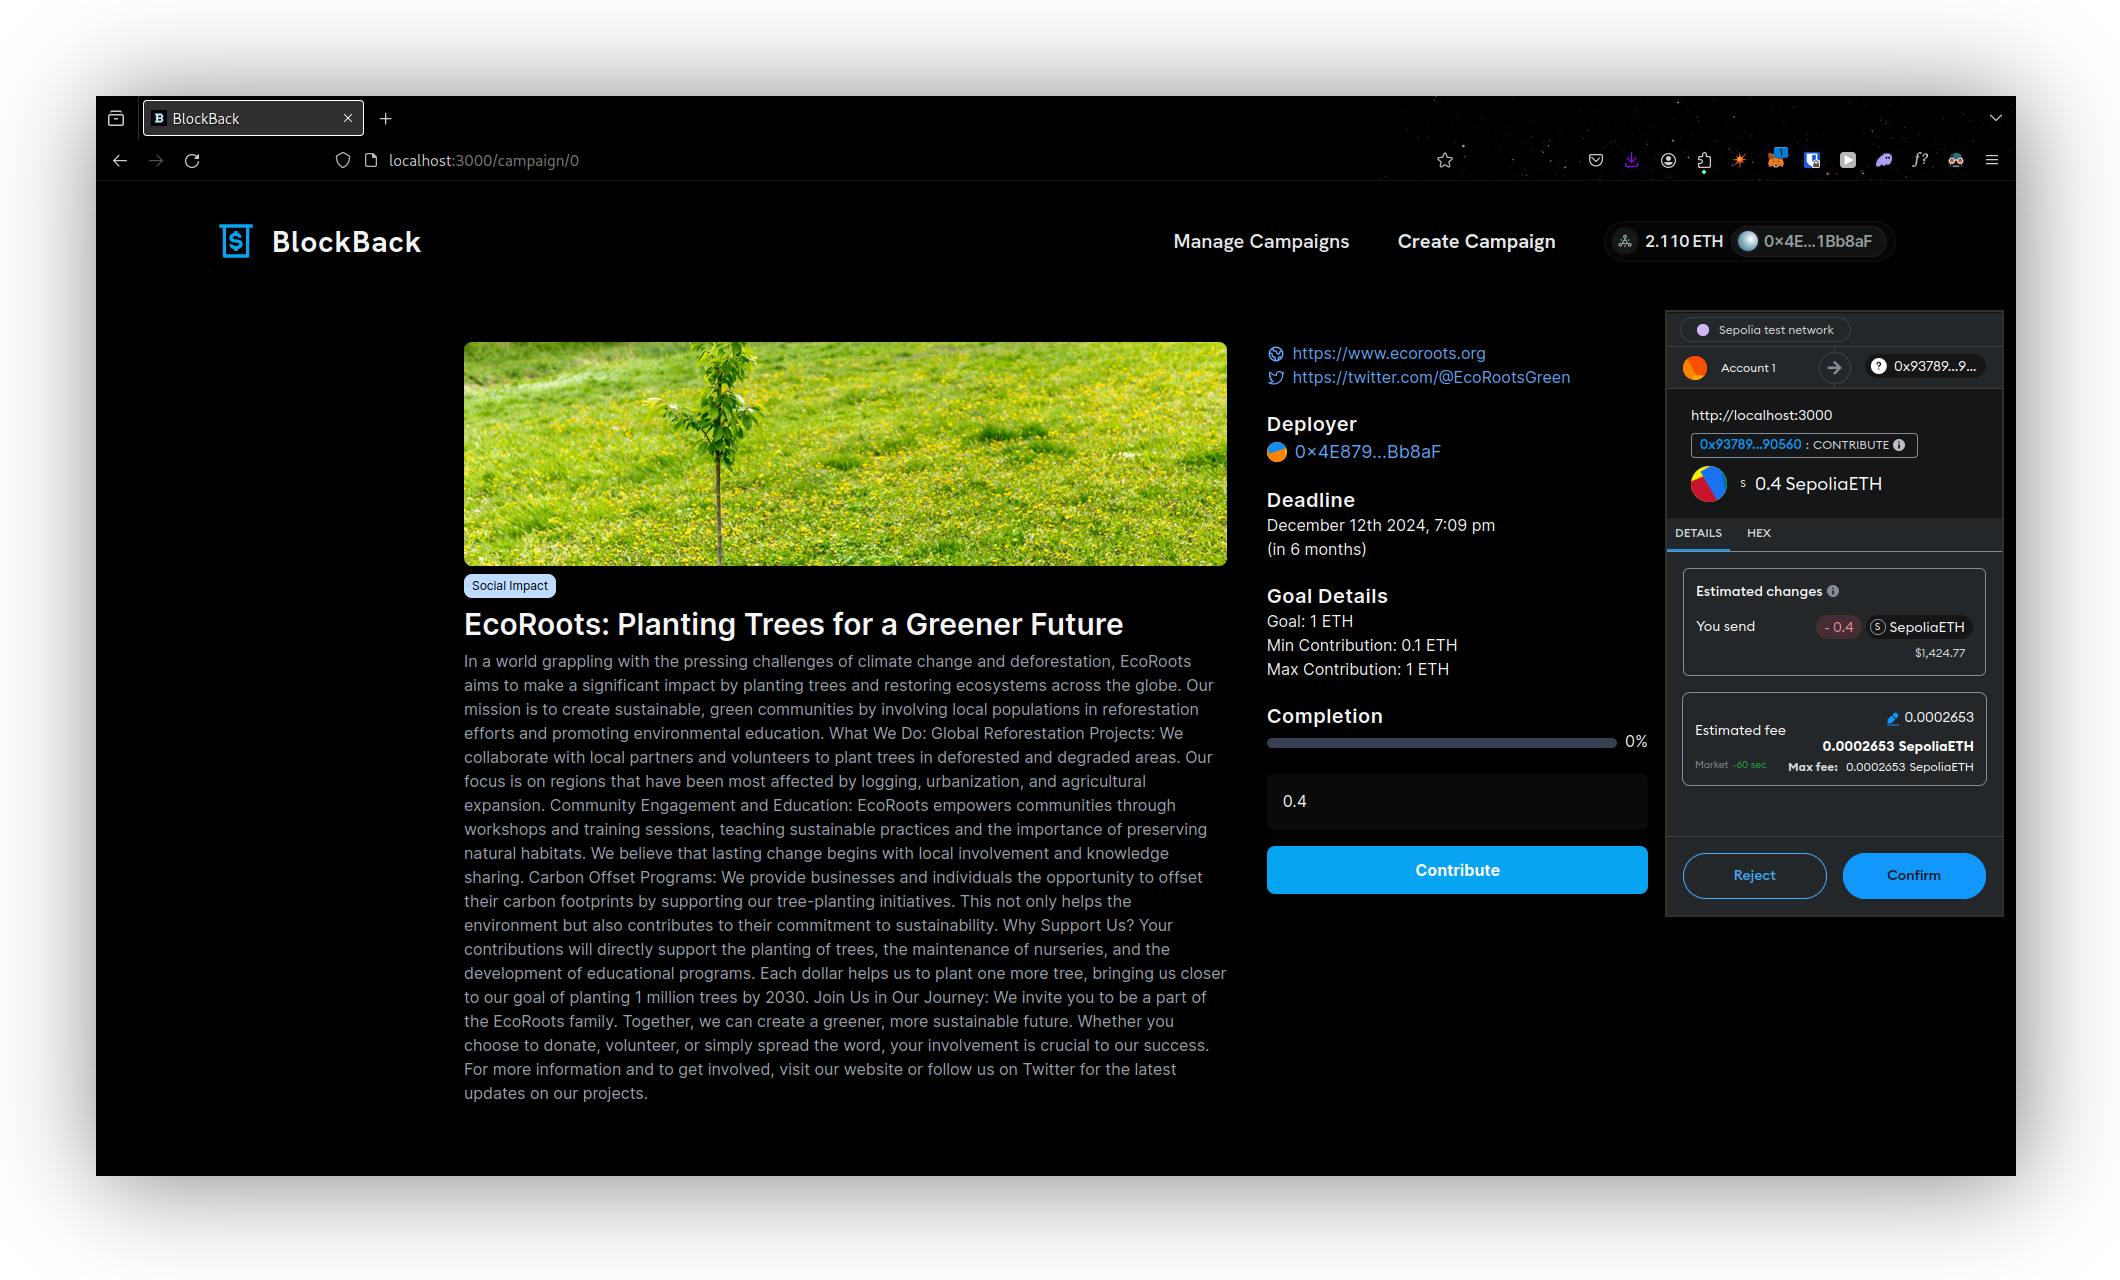 BlockBack
localhost:3000/campaign/0
1
f?
BlockBack
Manage Campaigns
Create Campaign
2.110 ETH
0×4E...1Bb8aF
Social Impact
EcoRoots: Planting Trees for a Greener Future
In a world grappling with the pressing challenges of climate change and deforestation, EcoRoots
aims to make a significant impact by planting trees and restoring ecosystems across the globe. Our
mission is to create sustainable, green communities by involving local populations in reforestation
efforts and promoting environmental education. What We Do: Global Reforestation Projects: We
collaborate with local partners and volunteers to plant trees in deforested and degraded areas. Our
focus is on regions that have been most affected by logging, urbanization, and agricultural
expansion. Community Engagement and Education: EcoRoots empowers communities through
workshops and training sessions, teaching sustainable practices and the importance of preserving
natural habitats. We believe that lasting change begins with local involvement and knowledge
sharing. Carbon Offset Programs: We provide businesses and individuals the opportunity to offset
their carbon footprints by supporting our tree-planting initiatives. This not only helps the
environment but also contributes to their commitment to sustainability. Why Support Us? Your
contributions will directly support the planting of trees, the maintenance of nurseries, and the
development of educational programs. Each dollar helps us to plant one more tree, bringing us closer
to our goal of planting 1 million trees by 2030. Join Us in Our Journey: We invite you to be a part of
the EcoRoots family. Together, we can create a greener, more sustainable future. Whether you
choose to donate, volunteer, or simply spread the word, your involvement is crucial to our success.
For more information and to get involved, visit our website or follow us on Twitter for the latest
updates on our projects.
https://www.ecoroots.org
https://twitter.com/@EcoRootsGreen
Deployer
0×4E879...Bb8aF
Deadline
December 12th 2024, 7:09 pm
(in 6 months)
Goal Details
Goal: 1 ETH
Min Contribution: 0.1 ETH
Max Contribution: 1 ETH
Completion
0%
0.4
Contribute
Sepolia test network
Account 1
0x93789...9...
http://localhost:3000
0x93789...90560 : CONTRIBUTE
S 0.4 SepoliaETH
DETAILS
HEX
Estimated changes
You send
- 0.4
S SepoliaETH
$1,424.77
Estimated fee
0.0002653
0.0002653 SepoliaETH
Market ~60 sec
Max fee: 0.0002653 SepoliaETH
Reject
Confirm